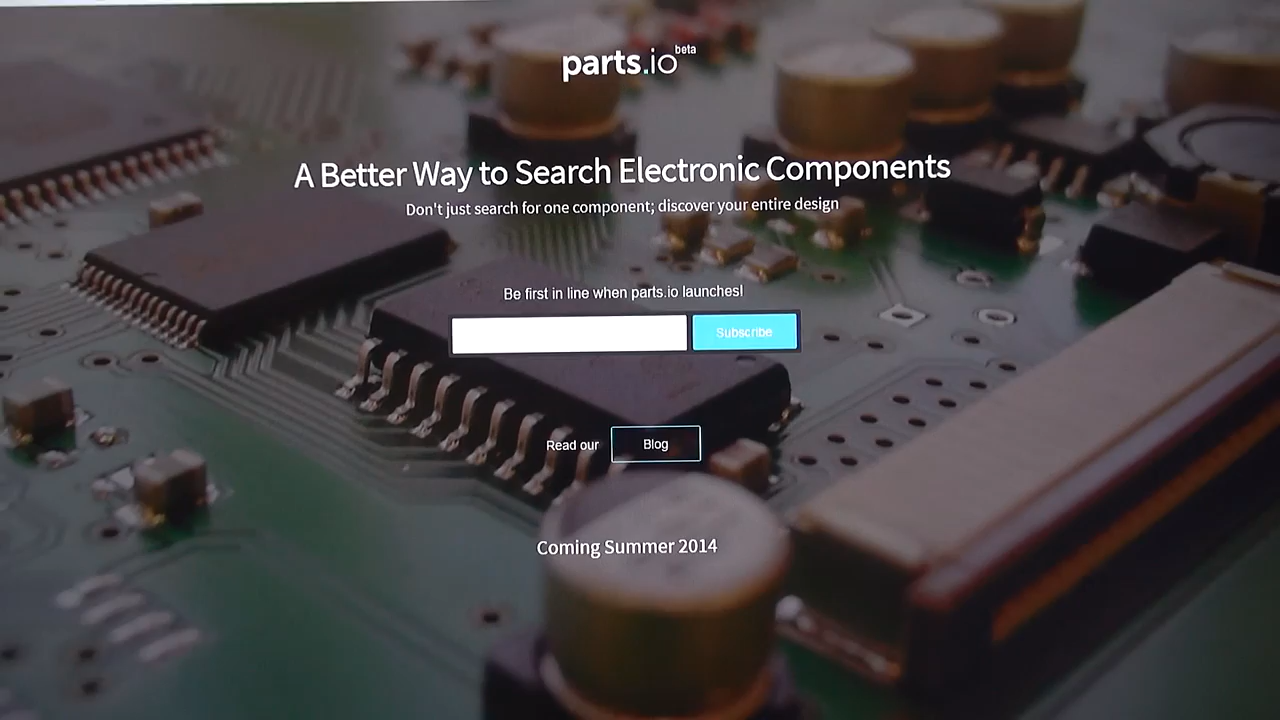 parts.io beta
A Better Way to Search Electronic Components
Don't just search for one component; discover your entire design
Be first in line when parts.io launches!
Subscribe
Read our Blog
Coming Summer 2014